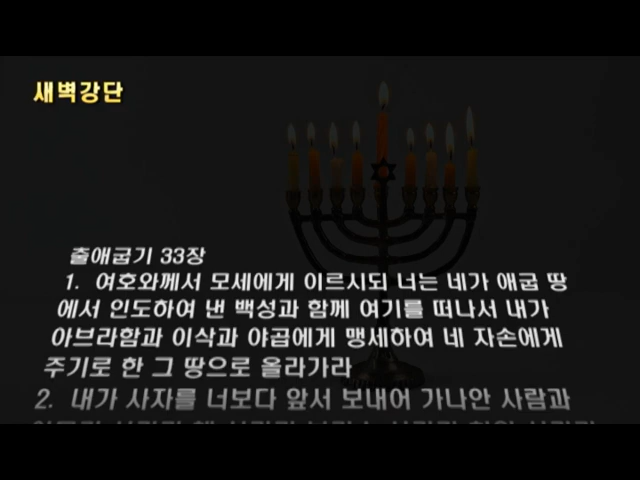 새벽강단
출애굽기 33장
1. 여호와께서 모세에게 이르시되 너는 네가 애굽 땅
에서 인도하여 낸 백성과 함께 여기를 떠나서 내가
아브라함과 이삭과 야곱에게 맹세하여 네 자손에게
주기로 한 그 땅으로 올라가라
2. 내가 사자를 너보다 앞서 보내어 가나안 사람과